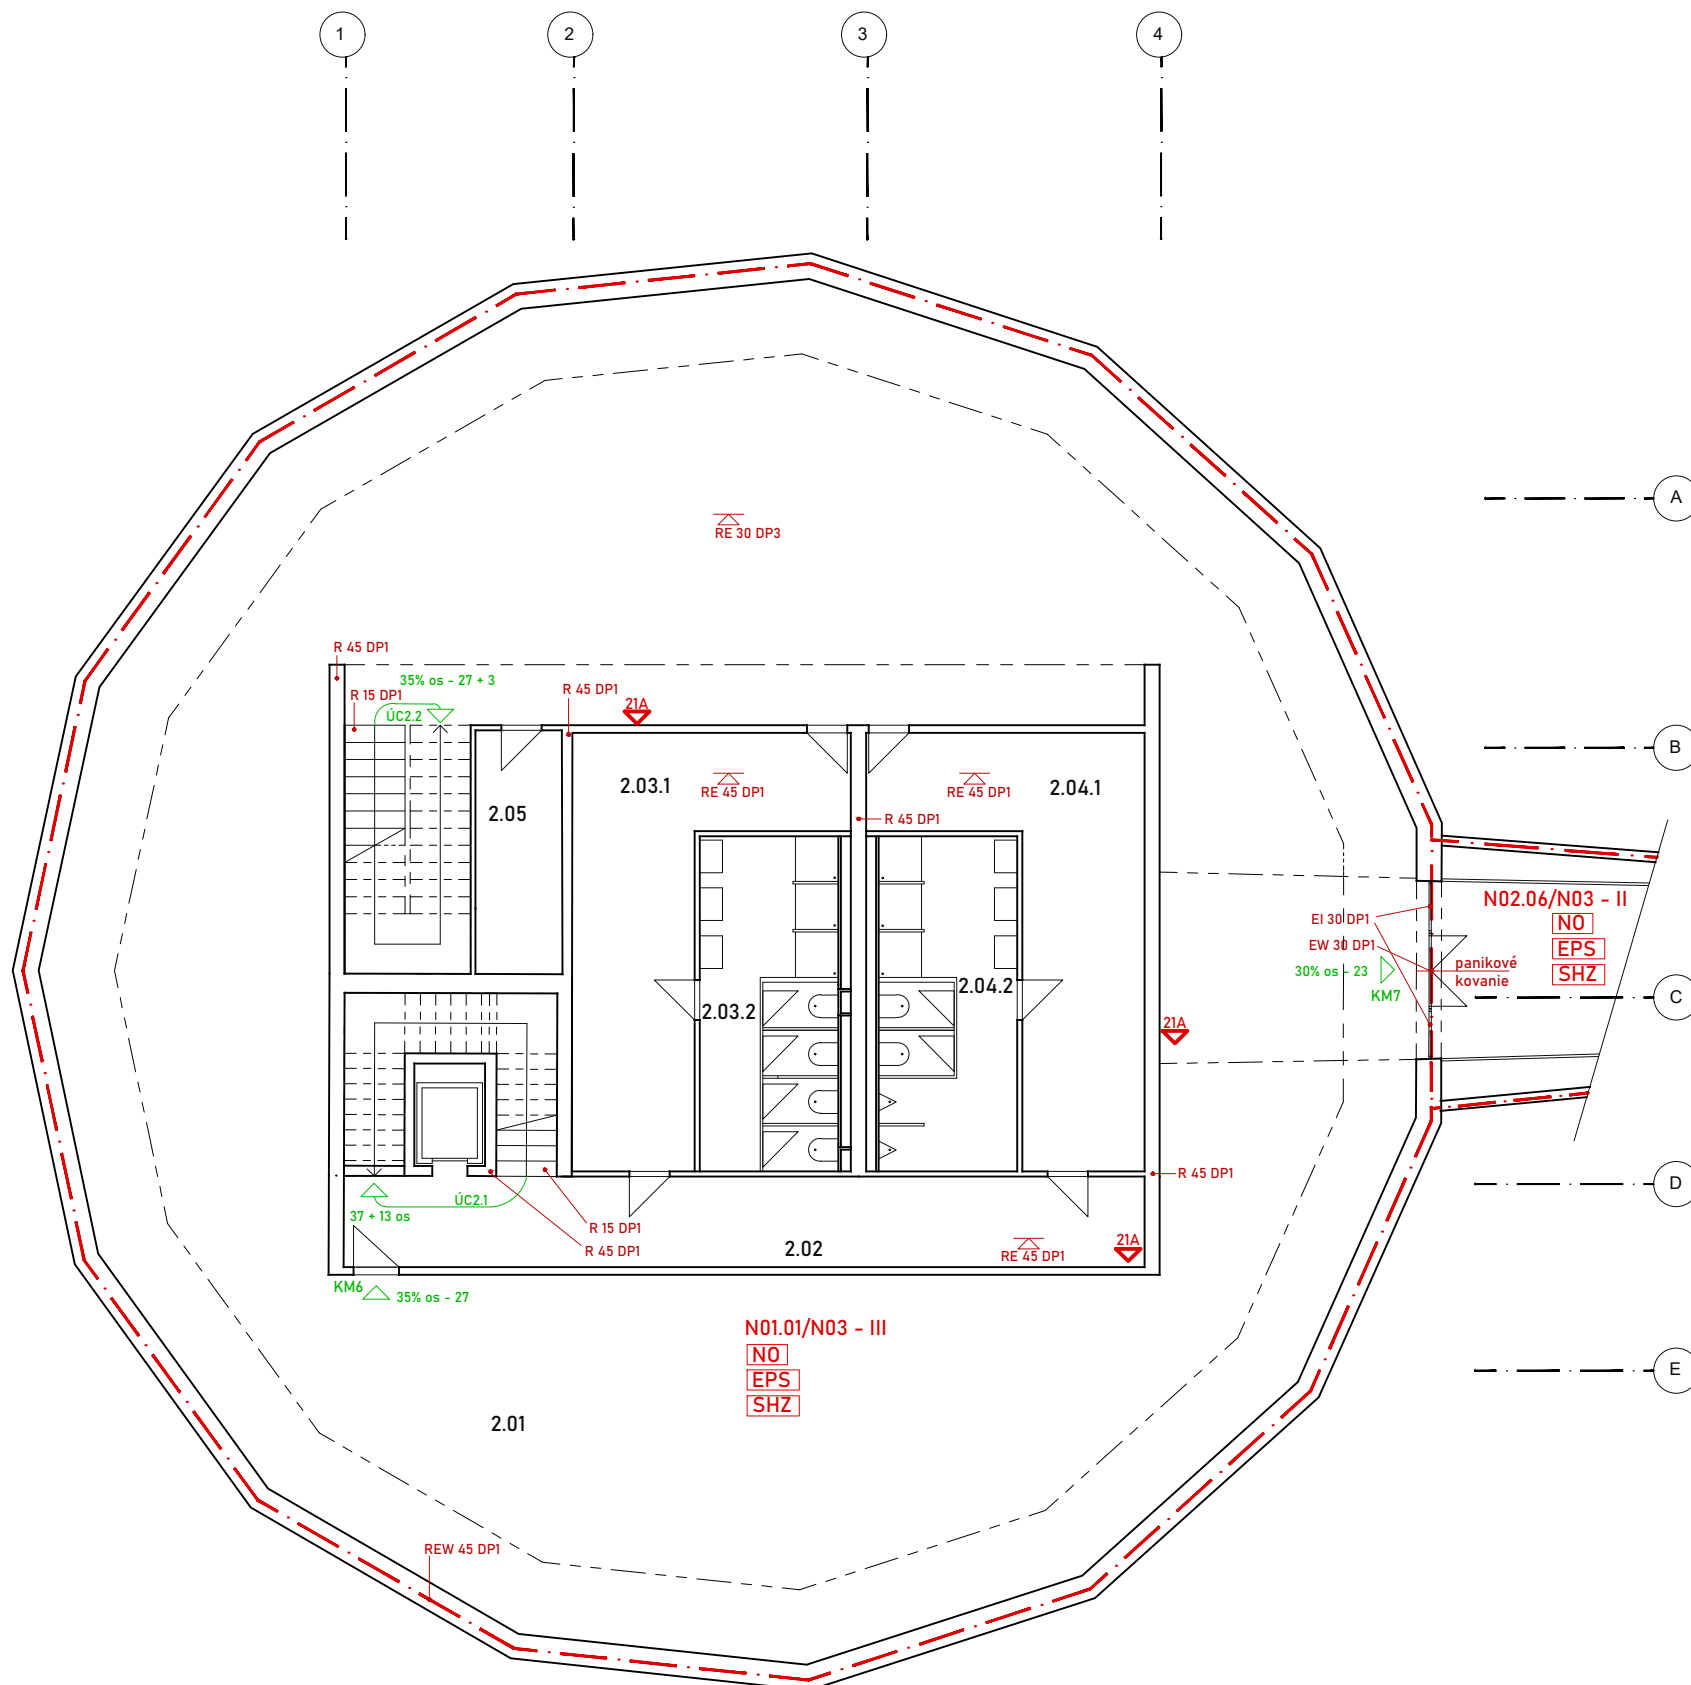 1
2
3
4
A
RE 30 DP3
R 45 DP1
35% os - 27 + 3
R 15 DP1
R 45 DP1
21A
ÚC2.2
B
2.03.1
RE 45 DP1
RE 45 DP1
2.04.1
2.05
R 45 DP1
N02.06/N03 - II
NO
EPS
SHZ
EI 30 DP1
EW 30 DP1
30% os - 23
KM7
panikové
kovanie
C
2.03.2
2.04.2
21A
R 45 DP1
D
ÚC2.1
37 + 13 os
R 15 DP1
R 45 DP1
2.02
RE 45 DP1
21A
KM6
35% os - 27
N01.01/N03 - III
NO
EPS
SHZ
E
2.01
REW 45 DP1